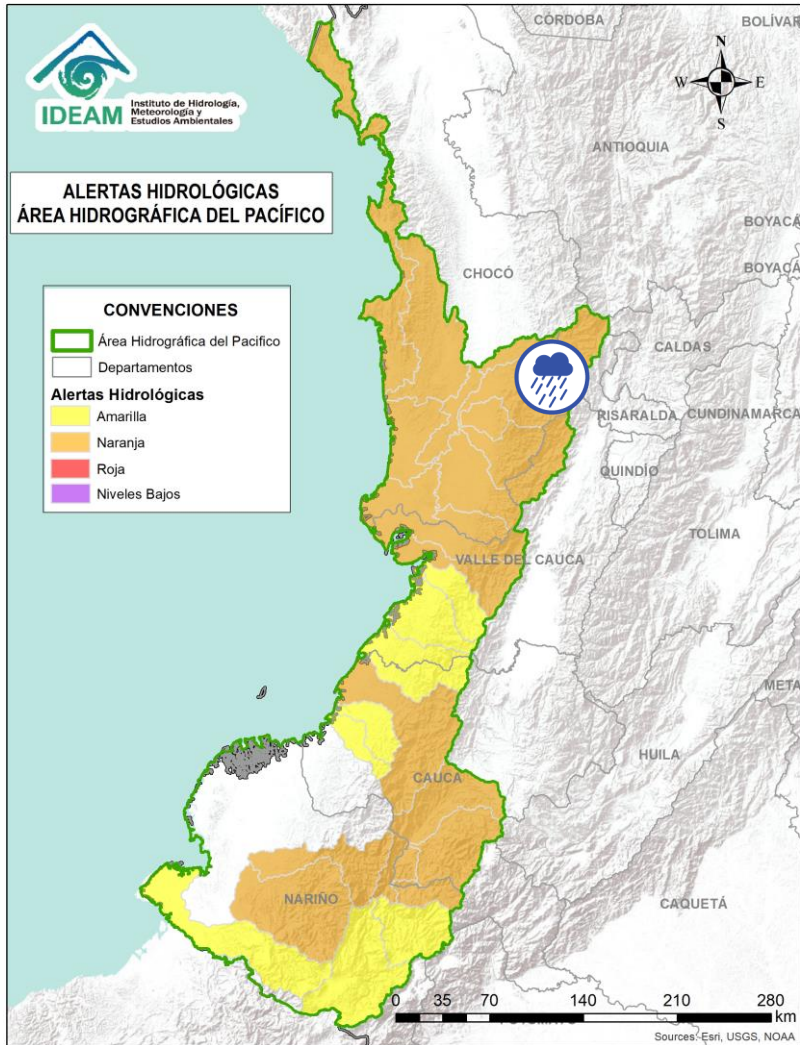 IDEAM
Instituto de Hidrología,
Meteorología y
Estudios Ambientales
ALERTAS HIDROLÓGICAS
ÁREA HIDROGRÁFICA DEL PACÍFICO
CONVENCIONES
Área Hidrográfica del Pacifico
Departamentos
Alertas Hidrológicas
Amarilla
Naranja
Roja
Niveles Bajos
CÓRDOBA
BOLÍVAR
N
W
E
S
ANTIOQUIA
BOYACÁ
BOYACÁ
CHOCÓ
CALDAS
RISARALDA
CUNDINAMARCA
QUINDÍO
TOLIMA
VALLE DEL CAUCA
META
HUILA
CAUCA
NARIÑO
CAQUETÁ
0 35 70 140 210 280
km
Sources: Esri, USGS, NOAA